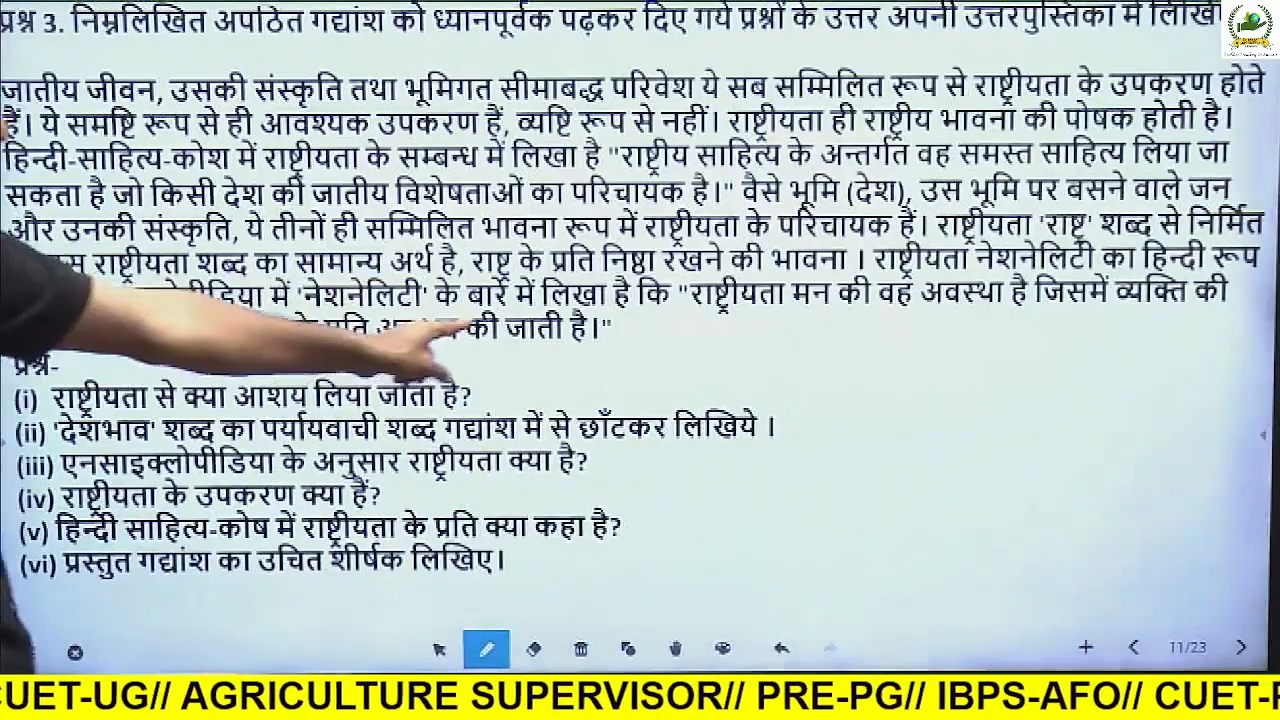 प्रश्न 3. निम्नलिखित अपठित गद्यांश को ध्यानपूर्वक पढ़कर दिए गये प्रश्नों के उत्तर अपनी उत्तरपुस्तिका में
जातीय जीवन, उसकी संस्कृति तथा भूमिगत सीमाबद्ध परिवेश ये सब सम्मिलित रूप से राष्ट्रीयता के उपकरण होते
हैं। ये समष्टि रूप से ही आवश्यक उपकरण हैं, व्यष्टि रूप से नहीं। राष्ट्रीयता ही राष्ट्रीय भावना की पोषक होती है।
हिन्दी-साहित्य-कोश में राष्ट्रीयता के सम्बन्ध में लिखा है "राष्ट्रीय साहित्य के अन्तर्गत वह समस्त साहित्य लिया जा
सकता है जो किसी देश की जातीय विशेषताओं का परिचायक है।" वैसे भूमि (देश), उस भूमि पर बसने वाले जन
और उनकी संस्कृति, ये तीनों ही सम्मिलित भावना रूप में राष्ट्रीयता के परिचायक हैं। राष्ट्रीयता 'राष्ट्र' शब्द से निर्मित
राष्ट्रीयता शब्द का सामान्य अर्थ है, राष्ट्र के प्रति निष्ठा रखने की भावना । राष्ट्रीयता नेशनेलिटी का हिन्दी रूप
में 'नेशनेलिटी' के बारे में लिखा है कि "राष्ट्रीयता मन की वह अवस्था है जिसमें व्यक्ति की
की जाती है।"
प्रश्न-
(i) राष्ट्रीयता से क्या आशय लिया जाता है?
(ii) 'देशभाव' शब्द का पर्यायवाची शब्द गद्यांश में से छाँटकर लिखिये ।
(iii) एनसाइक्लोपीडिया के अनुसार राष्ट्रीयता क्या है?
(iv) राष्ट्रीयता के उपकरण क्या हैं?
(v) हिन्दी साहित्य-कोष में राष्ट्रीयता के प्रति क्या कहा है?
(vi) प्रस्तुत गद्यांश का उचित शीर्षक लिखिए।
11/23
CUET-UG// AGRICULTURE SUPERVISOR// PRE-PG// IBPS-AFO// CUET-